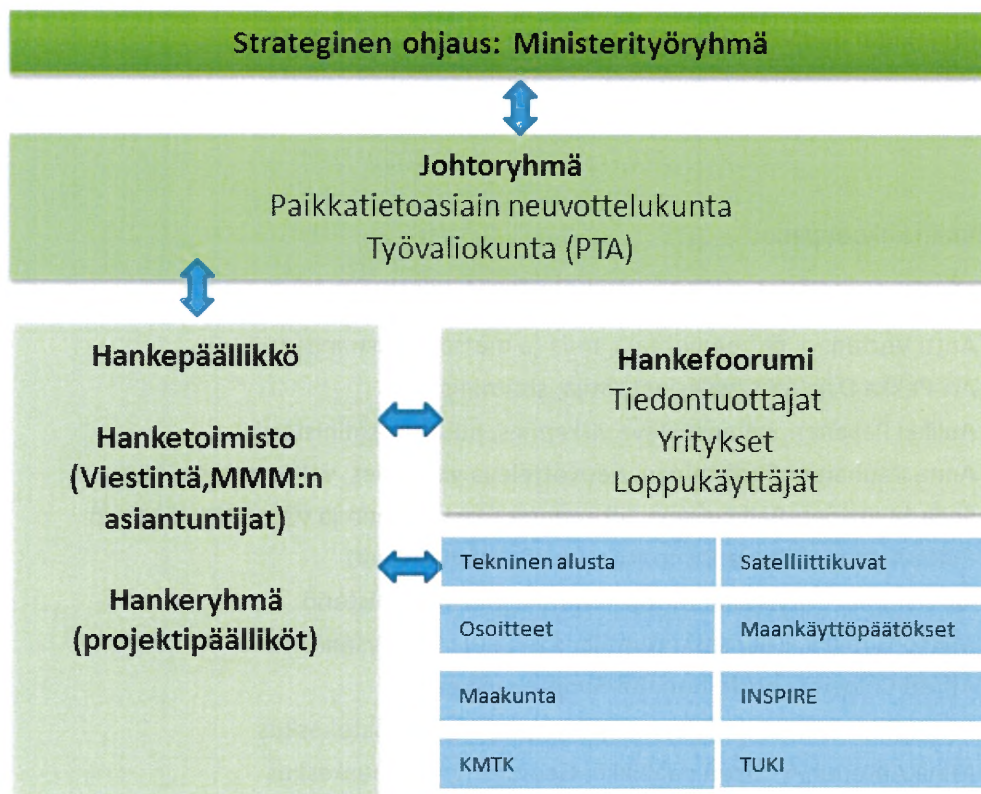 Strateginen ohjaus: Ministerityöryhmä
Johtoryhmä
Paikkatietoasiain neuvottelukunta
Työvaliokunta (PTA)
Hankepäällikkö
Hanketoimisto
(Viestintä,MMM:n
asiantuntijat)
Hankeryhmä
(projektipäälliköt)
Hankefoorumi
Tiedontuottajat
Yritykset
Loppukäyttäjät
Tekninen alusta
Satelliittikuvat
Osoitteet
Maankäyttöpäätökset
Maakunta
INSPIRE
KMTK
TUKI